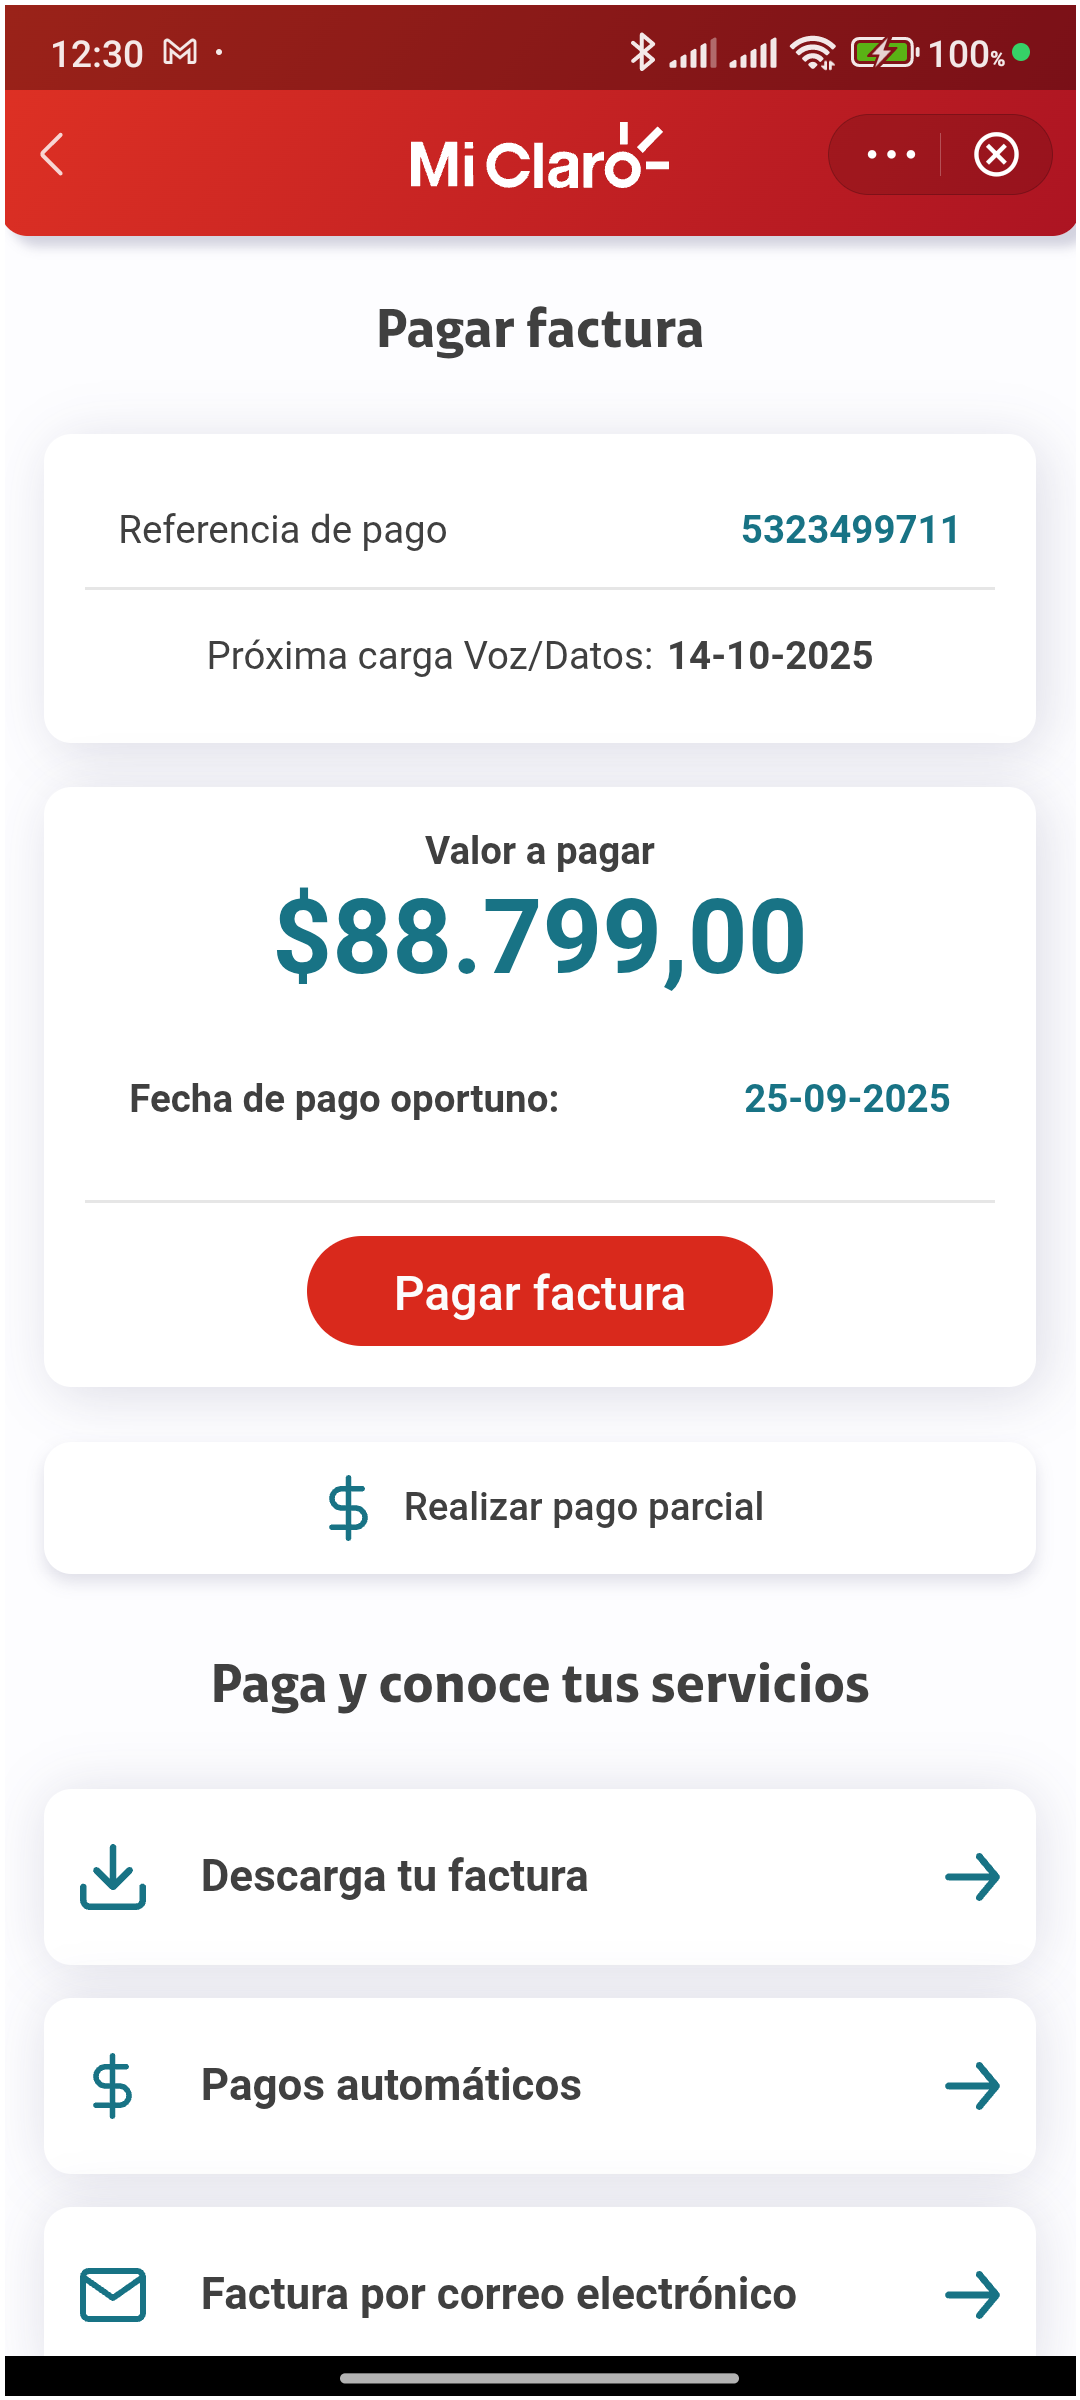 12:30
100%
Mi Claro
Pagar factura
Referencia de pago 5323499711
Próxima carga Voz/Datos: 14-10-2025
Valor a pagar
$88.799,00
Fecha de pago oportuno: 25-09-2025
Pagar factura
Realizar pago parcial
Paga y conoce tus servicios
Descarga tu factura
Pagos automáticos
Factura por correo electrónico